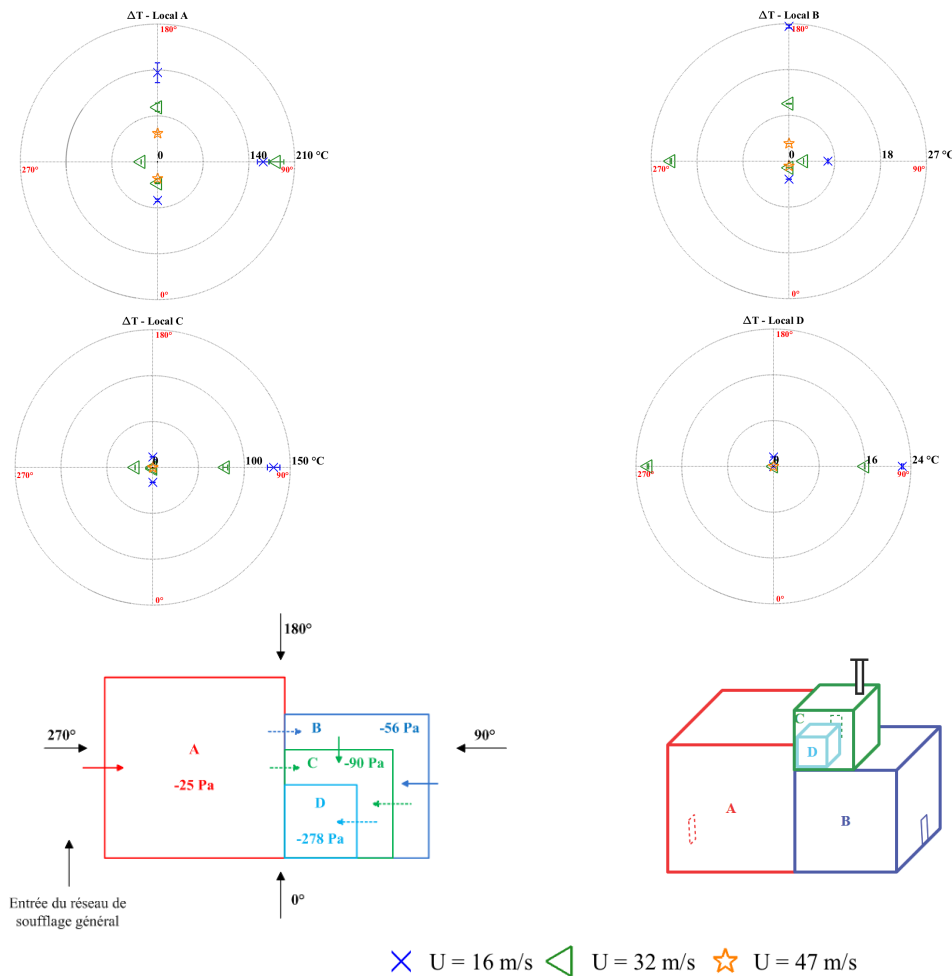 ΔT - Local A
180°
0
140
210 °C
270°
90°
0°
ΔT - Local B
180°
0
18
27 °C
270°
90°
0°
ΔT - Local C
180°
0
100
150 °C
270°
90°
0°
ΔT - Local D
180°
0
16
24 °C
270°
90°
0°
180°
270°
90°
B
-56 Pa
A
C
-90 Pa
-25 Pa
D
-278 Pa
0°
Entrée du réseau de
soufflage général
C
D
A
B
U = 16 m/s
U = 32 m/s
U = 47 m/s